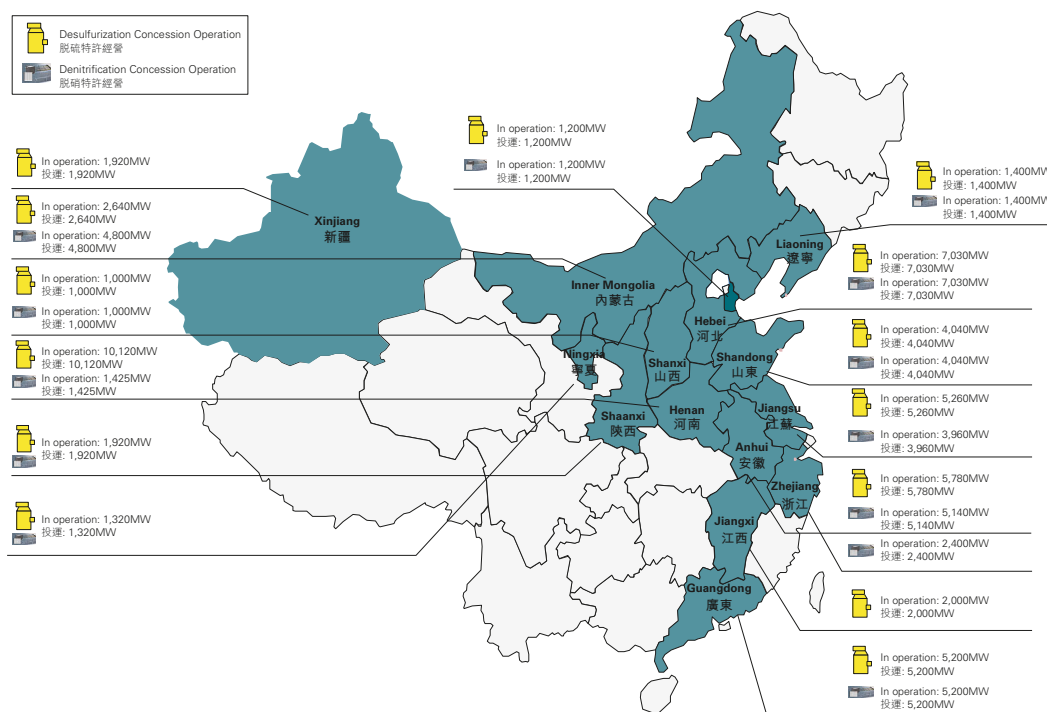 Desulfurization Concession Operation
脱硫特許經營
Denitrification Concession Operation
脱硝特許經營
In operation: 1,920MW
投運: 1,920MW
In operation: 2,640MW
投運: 2,640MW
In operation: 4,800MW
投運: 4,800MW
In operation: 1,000MW
投運: 1,000MW
In operation: 1,000MW
投運: 1,000MW
In operation: 10,120MW
投運: 10,120MW
In operation: 1,425MW
投運: 1,425MW
In operation: 1,920MW
投運: 1,920MW
In operation: 1,320MW
投運: 1,320MW
In operation: 1,200MW
投運: 1,200MW
In operation: 1,200MW
投運: 1,200MW
Xinjiang
新疆
Inner Mongolia
內蒙古
Liaoning
遼寧
Hebei
河北
Ningxia
寧夏
Shanxi
山西
Shandong
山東
Shaanxi
陝西
Henan
河南
Jiangsu
江蘇
Anhui
安徽
Zhejiang
浙江
Jiangxi
江西
Guangdong
廣東
In operation: 1,400MW
投運: 1,400MW
In operation: 1,400MW
投運: 1,400MW
In operation: 7,030MW
投運: 7,030MW
In operation: 7,030MW
投運: 7,030MW
In operation: 4,040MW
投運: 4,040MW
In operation: 4,040MW
投運: 4,040MW
In operation: 5,260MW
投運: 5,260MW
In operation: 3,960MW
投運: 3,960MW
In operation: 5,780MW
投運: 5,780MW
In operation: 5,140MW
投運: 5,140MW
In operation: 2,400MW
投運: 2,400MW
In operation: 2,000MW
投運: 2,000MW
In operation: 5,200MW
投運: 5,200MW
In operation: 5,200MW
投運: 5,200MW